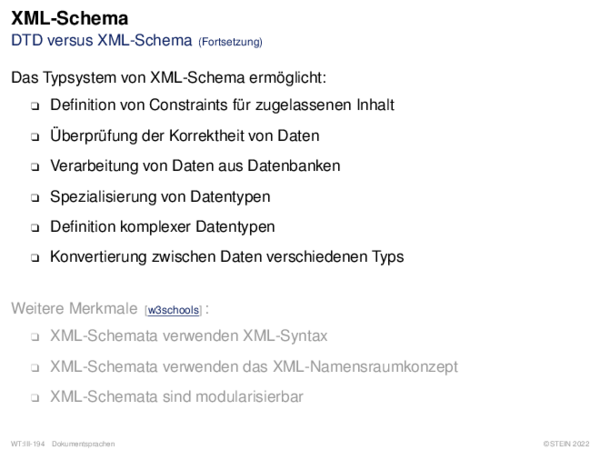 XML-Schema
DTD versus XML-Schema (Fortsetzung)
Das Typsystem von XML-Schema ermöglicht:
❑ Definition von Constraints für zugelassenen Inhalt
❑ Überprüfung der Korrektheit von Daten
❑ Verarbeitung von Daten aus Datenbanken
❑ Spezialisierung von Datentypen
❑ Definition komplexer Datentypen
❑ Konvertierung zwischen Daten verschiedenen Typs
Weitere Merkmale [w3schools] :
❑ XML-Schemata verwenden XML-Syntax
❑ XML-Schemata verwenden das XML-Namensraumkonzept
❑ XML-Schemata sind modularisierbar
WT:III-194 Dokumentsprachen ©STEIN 2022